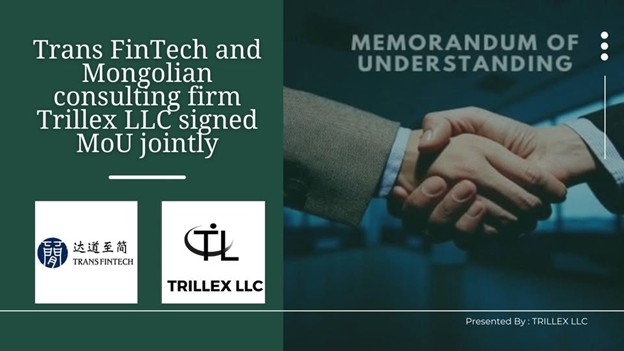 Trans FinTech and
Mongolian
consulting firm
Trillex LLC signed
MoU jointly
MEMORANDUM OF
UNDERSTANDING
达道至简
TRANS FINTECH
TIL
TRILLEX LLC
Presented By : TRILLEX LLC